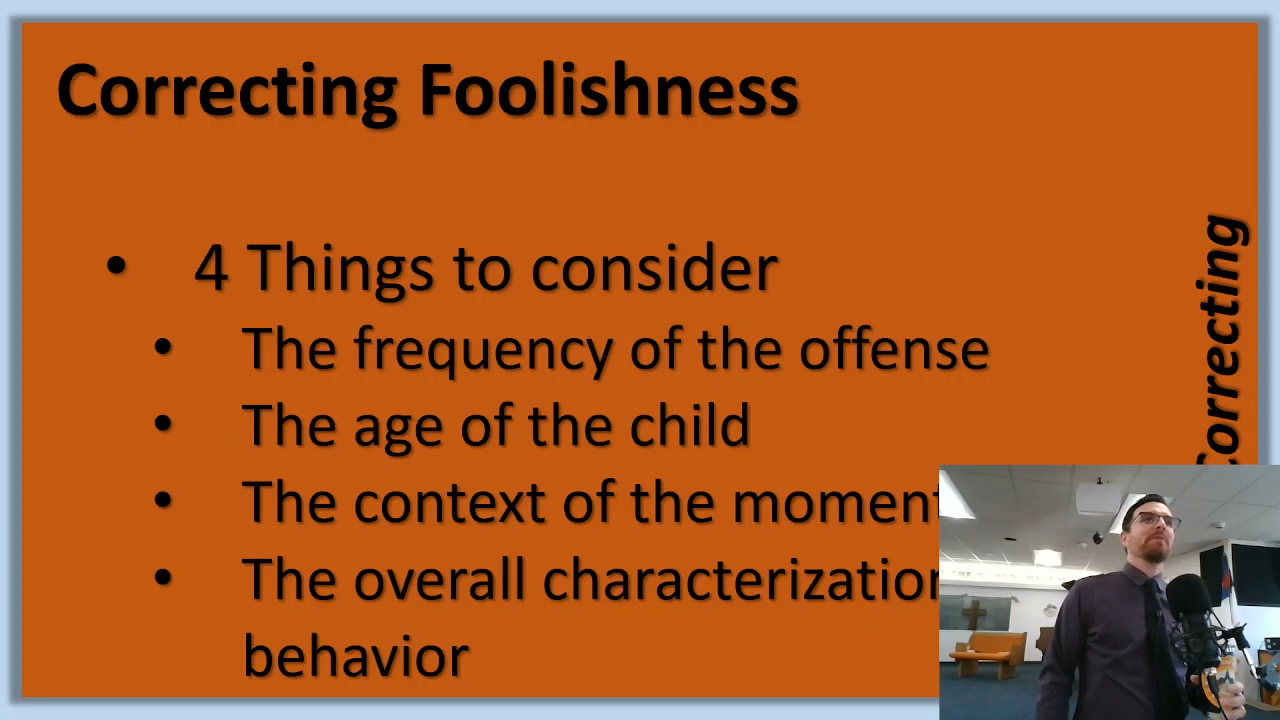 Correcting Foolishness
• 4 Things to consider
• The frequency of the offense
• The age of the child
• The context of the moment
• The overall characterization
behavior
Correcting